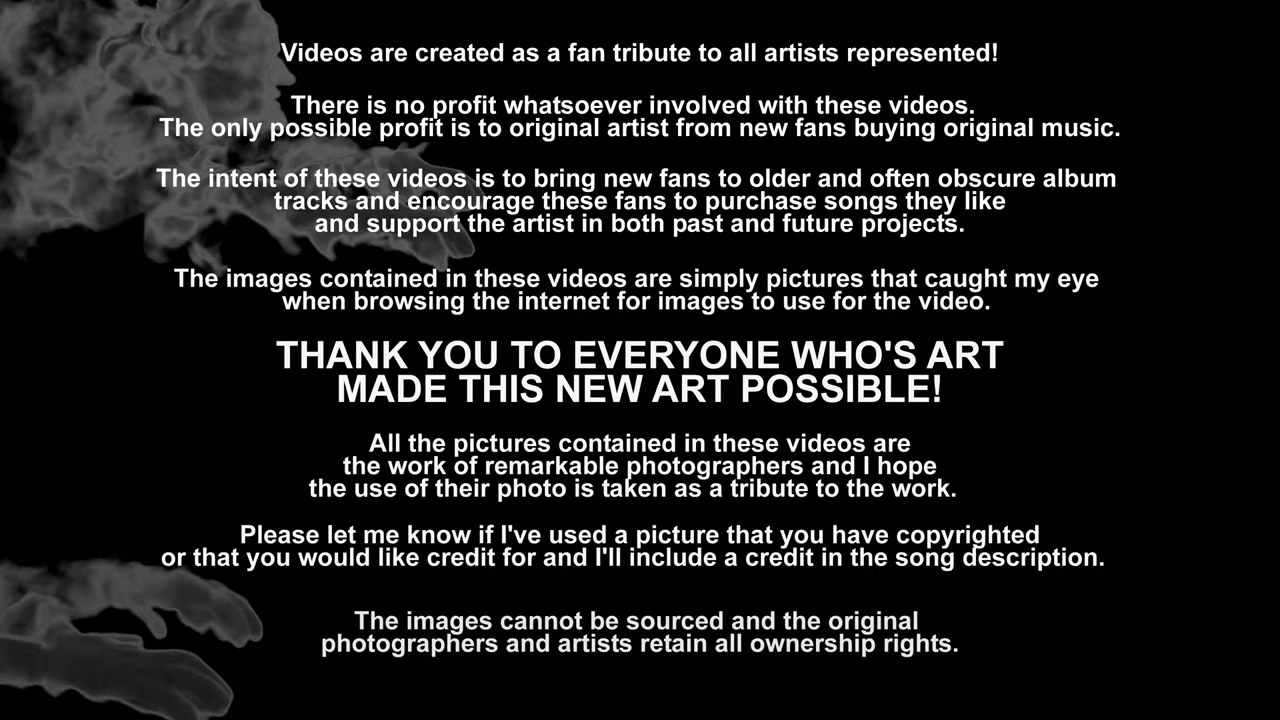 Videos are created as a fan tribute to all artists represented!
There is no profit whatsoever involved with these videos.
The only possible profit is to original artist from new fans buying original music.
The intent of these videos is to bring new fans to older and often obscure album
tracks and encourage these fans to purchase songs they like
and support the artist in both past and future projects.
The images contained in these videos are simply pictures that caught my eye
when browsing the internet for images to use for the video.
THANK YOU TO EVERYONE WHO'S ART
MADE THIS NEW ART POSSIBLE!
All the pictures contained in these videos are
the work of remarkable photographers and I hope
the use of their photo is taken as a tribute to the work.
Please let me know if I've used a picture that you have copyrighted
or that you would like credit for and I'll include a credit in the song description.
The images cannot be sourced and the original
photographers and artists retain all ownership rights.